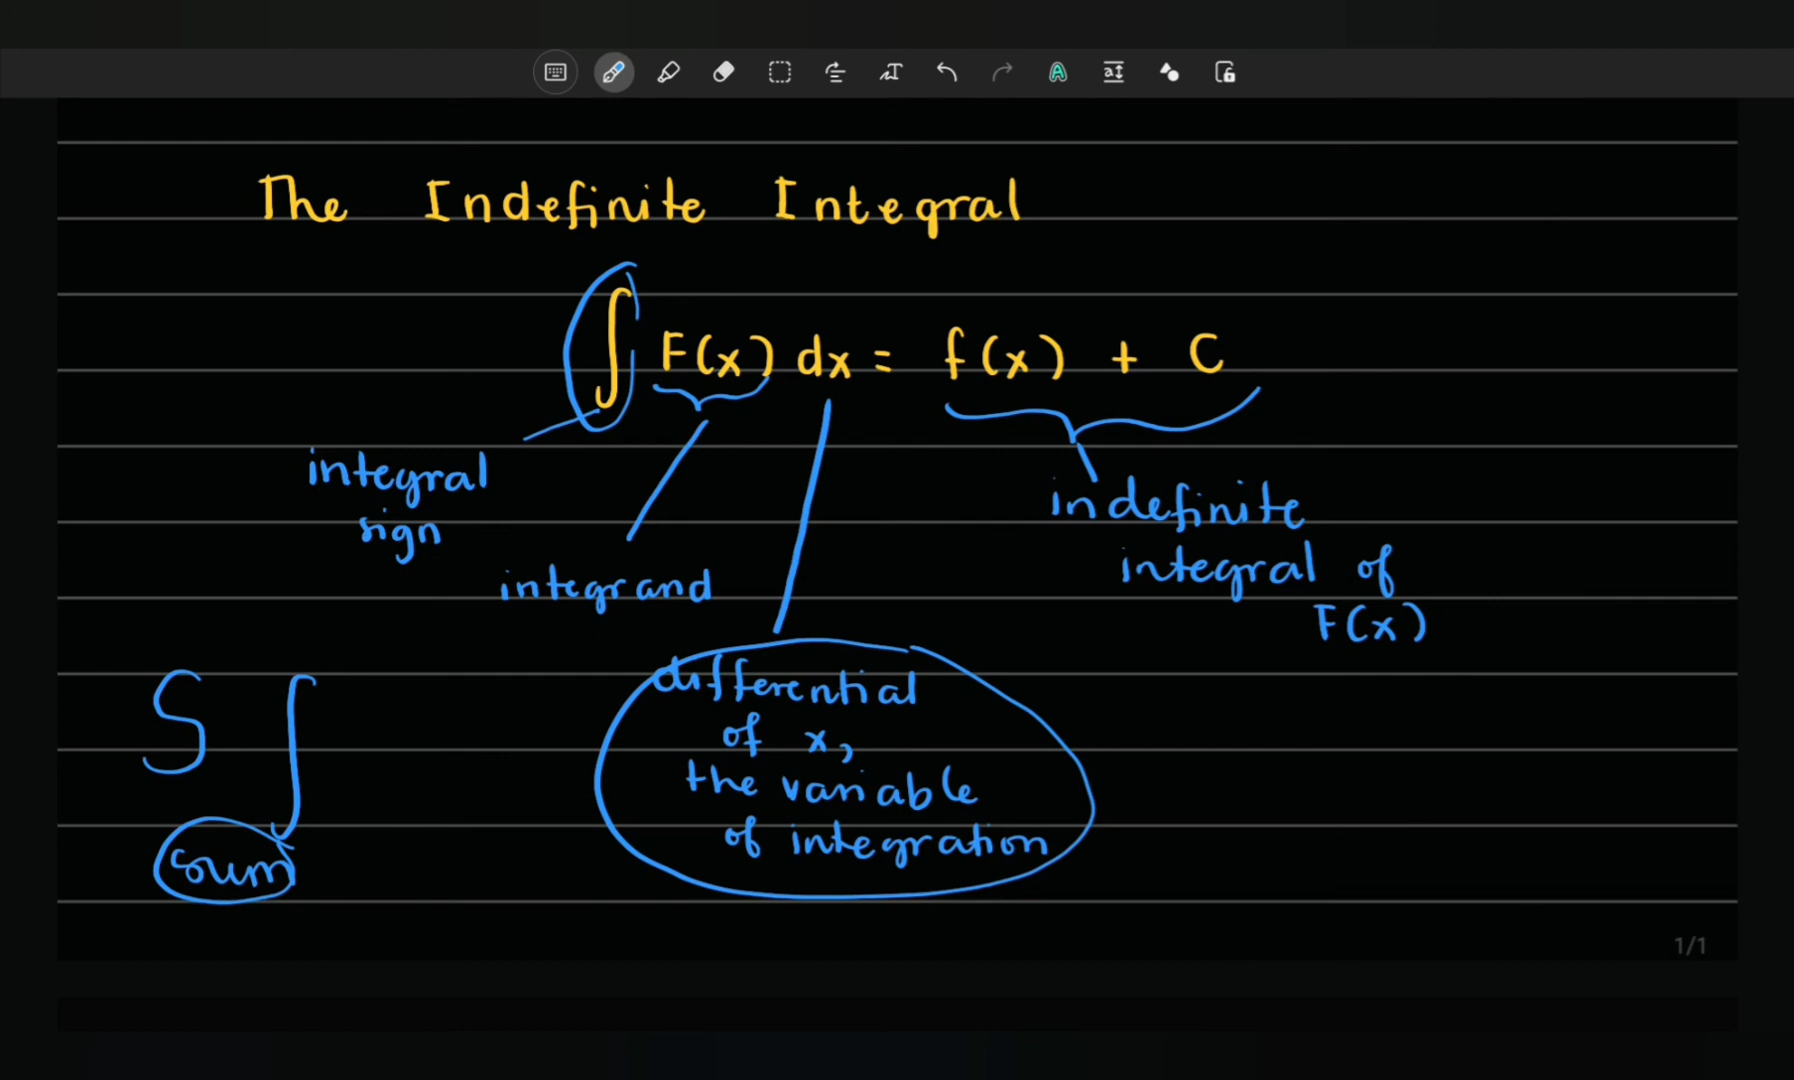 The Indefinite Integral
∫ F(x) dx = f(x) + C
integral
sign
integrand
indefinite
integral of
F(x)
differential
of x,
the variable
of integration
S ∫
sum
1/1